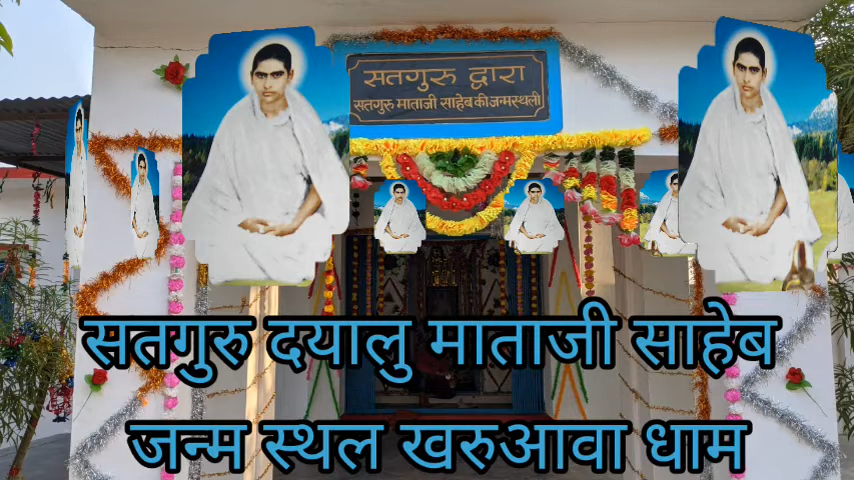 सतगुरु द्वारा
सतगुरु माताजी साहेब की जन्मस्थली
सतगुरु दयालु माताजी साहेब
जन्म स्थल खरुआवा धाम